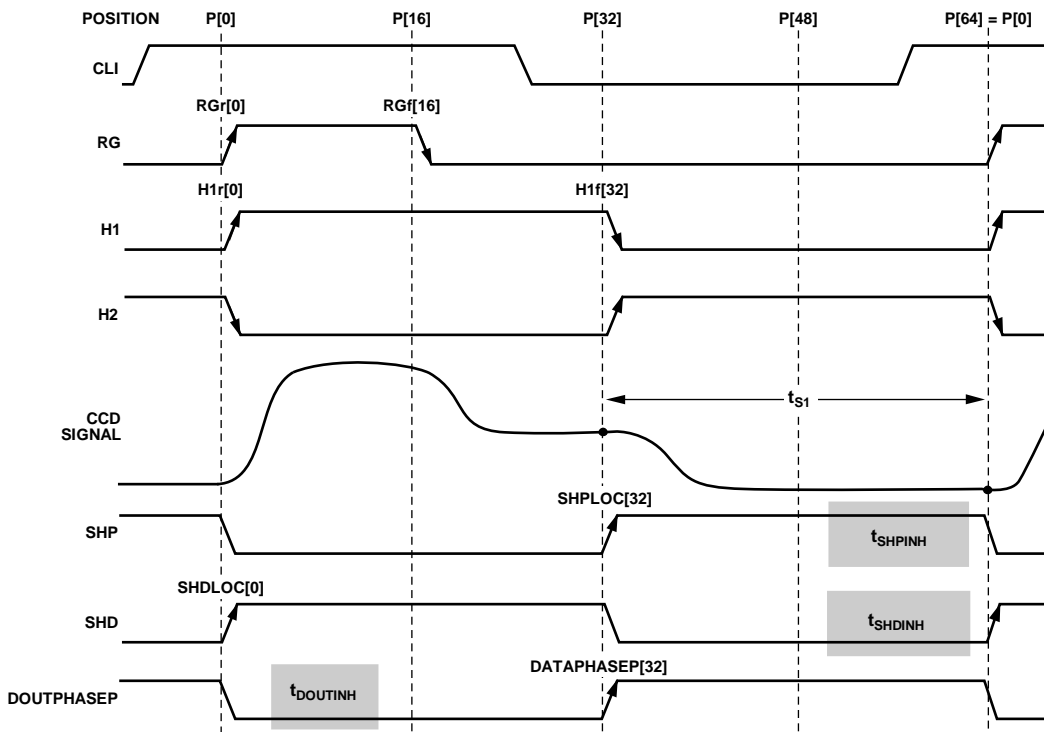 POSITION P[0] P[16] P[32] P[48] P[64] = P[0]
CLI
RGr[0] RGf[16]
RG
H1r[0] H1f[32]
H1
H2
tS1
CCD
SIGNAL
SHPLOC[32]
SHP tSHPINH
SHDLOC[0]
SHD tSHDINH
DATAPHASEP[32]
DOUTPHASEP tDOUTINH